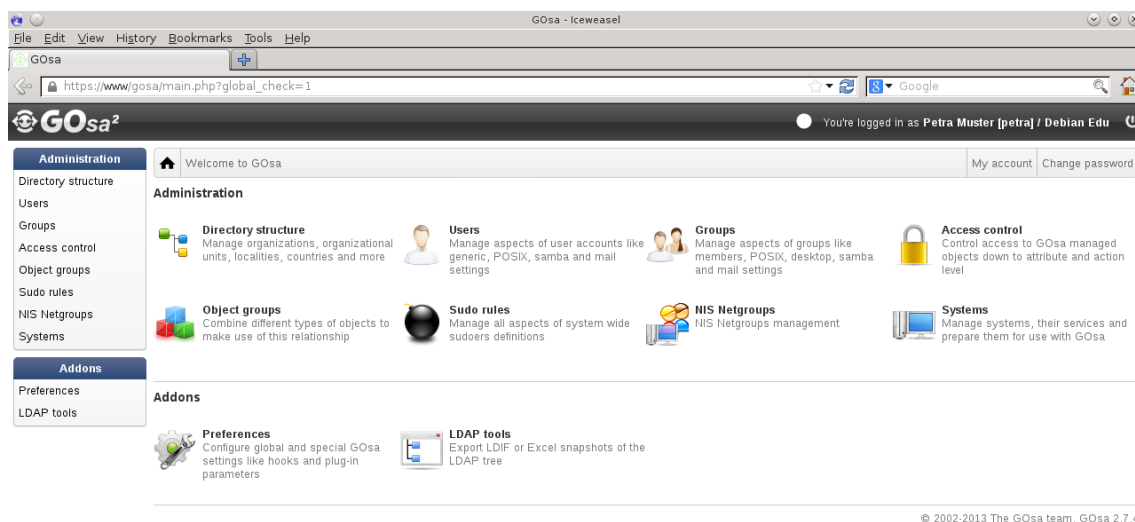 GOsa - Iceweasel
File Edit View History Bookmarks Tools Help
GOsa
https://www/gosa/main.php?global_check=1
Google
GOsa²
You're logged in as Petra Muster [petra] / Debian Edu
Administration
Directory structure
Users
Groups
Access control
Object groups
Sudo rules
NIS Netgroups
Systems
Addons
Preferences
LDAP tools
Welcome to GOsa
My account
Change password
Administration
Directory structure
Manage organizations, organizational
units, localities, countries and more
Users
Manage aspects of user accounts like
generic, POSIX, samba and mail
settings
Groups
Manage aspects of groups like
members, POSIX, desktop, samba
and mail settings
Access control
Control access to GOsa managed
objects down to attribute and action
level
Object groups
Combine different types of objects to
make use of this relationship
Sudo rules
Manage all aspects of system wide
sudoers definitions
NIS Netgroups
NIS Netgroups management
Systems
Manage systems, their services and
prepare them for use with GOsa
Addons
Preferences
Configure global and special GOsa
settings like hooks and plug-in
parameters
LDAP tools
Export LDIF or Excel snapshots of the
LDAP tree
© 2002-2013 The GOsa team, GOsa 2.7.4